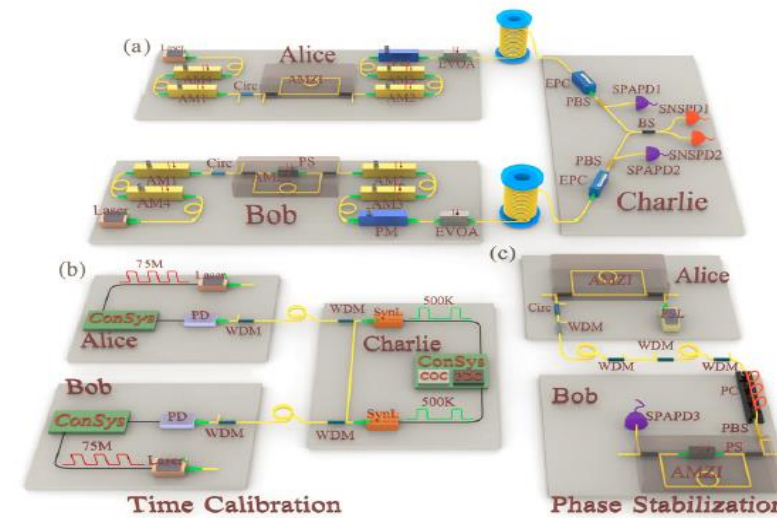 (a)
Alice
Laser
AM4
AM1
Circ
AMZI
AM2
EVOA
EPC
PBS
SPAPD1
SNSPD1
BS
SNSPD2
PBS
SPAPD2
EPC
Charlie
Circ
PS
AM1
AM4
Laser
AM2
AM3
PM
EVOA
Bob
(b)
75M
Laser
ConSys
PD
WDM
Alice
WDM
SynL
500K
Charlie
ConSys
COC
500K
Bob
ConSys
PD
WDM
WDM
SynL
75M
Laser
Time Calibration
(c)
AMZI
Alice
Circ
PSL
WDM
WDM
WDM
WDM
PC
Bob
SPAPD3
PBS
PS
AMZI
Phase Stabilization